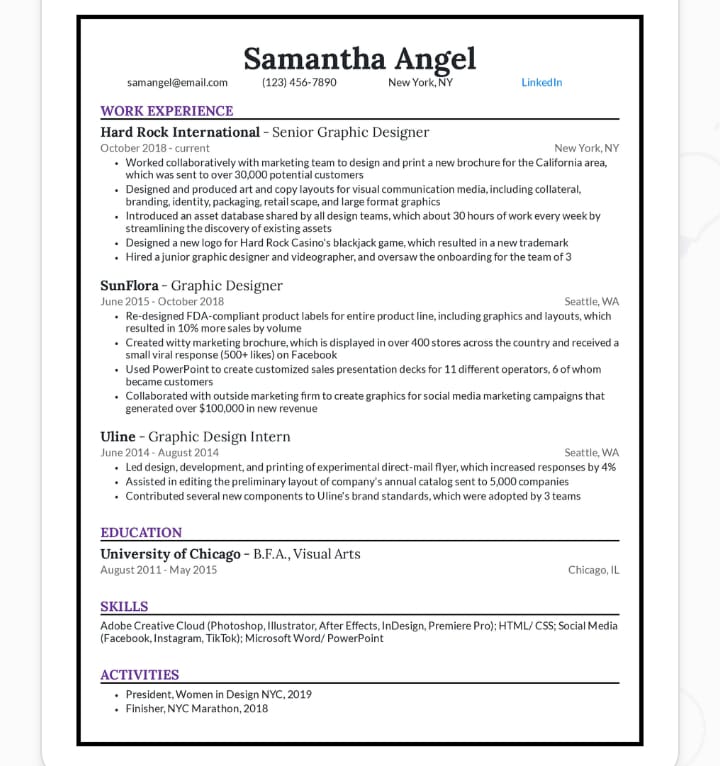 Samantha Angel
samangel@email.com (123) 456-7890 New York, NY LinkedIn
WORK EXPERIENCE
Hard Rock International - Senior Graphic Designer
October 2018 - current New York, NY
• Worked collaboratively with marketing team to design and print a new brochure for the California area,
which was sent to over 30,000 potential customers
• Designed and produced art and copy layouts for visual communication media, including collateral,
branding, identity, packaging, retail scape, and large format graphics
• Introduced an asset database shared by all design teams, which about 30 hours of work every week by
streamlining the discovery of existing assets
• Designed a new logo for Hard Rock Casino's blackjack game, which resulted in a new trademark
• Hired a junior graphic designer and videographer, and oversaw the onboarding for the team of 3
SunFlora - Graphic Designer
June 2015 - October 2018 Seattle, WA
• Re-designed FDA-compliant product labels for entire product line, including graphics and layouts, which
resulted in 10% more sales by volume
• Created witty marketing brochure, which is displayed in over 400 stores across the country and received a
small viral response (500+ likes) on Facebook
• Used PowerPoint to create customized sales presentation decks for 11 different operators, 6 of whom
became customers
• Collaborated with outside marketing firm to create graphics for social media marketing campaigns that
generated over $100,000 in new revenue
Uline - Graphic Design Intern
June 2014 - August 2014 Seattle, WA
• Led design, development, and printing of experimental direct-mail flyer, which increased responses by 4%
• Assisted in editing the preliminary layout of company's annual catalog sent to 5,000 companies
• Contributed several new components to Uline's brand standards, which were adopted by 3 teams
EDUCATION
University of Chicago - B.F.A., Visual Arts
August 2011 - May 2015 Chicago, IL
SKILLS
Adobe Creative Cloud (Photoshop, Illustrator, After Effects, InDesign, Premiere Pro); HTML/ CSS; Social Media
(Facebook, Instagram, TikTok); Microsoft Word/ PowerPoint
ACTIVITIES
• President, Women in Design NYC, 2019
• Finisher, NYC Marathon, 2018